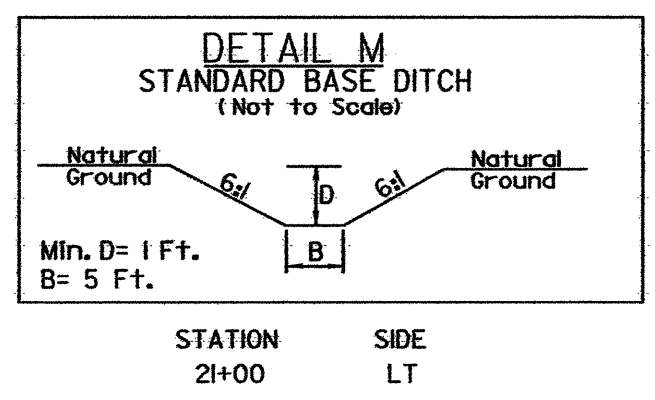 DETAIL M
STANDARD BASE DITCH
(Not to Scale)
Natural
Ground
6:1
D
6:1
Natural
Ground
Min. D= 1 Ft.
B
B= 5 Ft.
STATION SIDE
21+00 LT